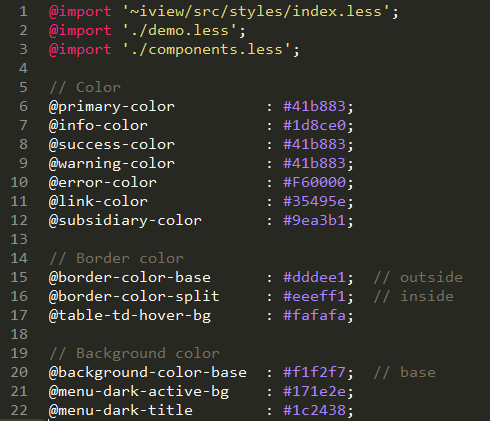 1 @import '~iview/src/styles/index.less';
2 @import './demo.less';
3 @import './components.less';
4
5 // Color
6 @primary-color : #41b883;
7 @info-color : #1d8ce0;
8 @success-color : #41b883;
9 @warning-color : #41b883;
10 @error-color : #F60000;
11 @link-color : #35495e;
12 @subsidiary-color : #9ea3b1;
13
14 // Border color
15 @border-color-base : #dddee1; // outside
16 @border-color-split : #eeeff1; // inside
17 @table-td-hover-bg : #fafafa;
18
19 // Background color
20 @background-color-base : #f1f2f7; // base
21 @menu-dark-active-bg : #171e2e;
22 @menu-dark-title : #1c2438;